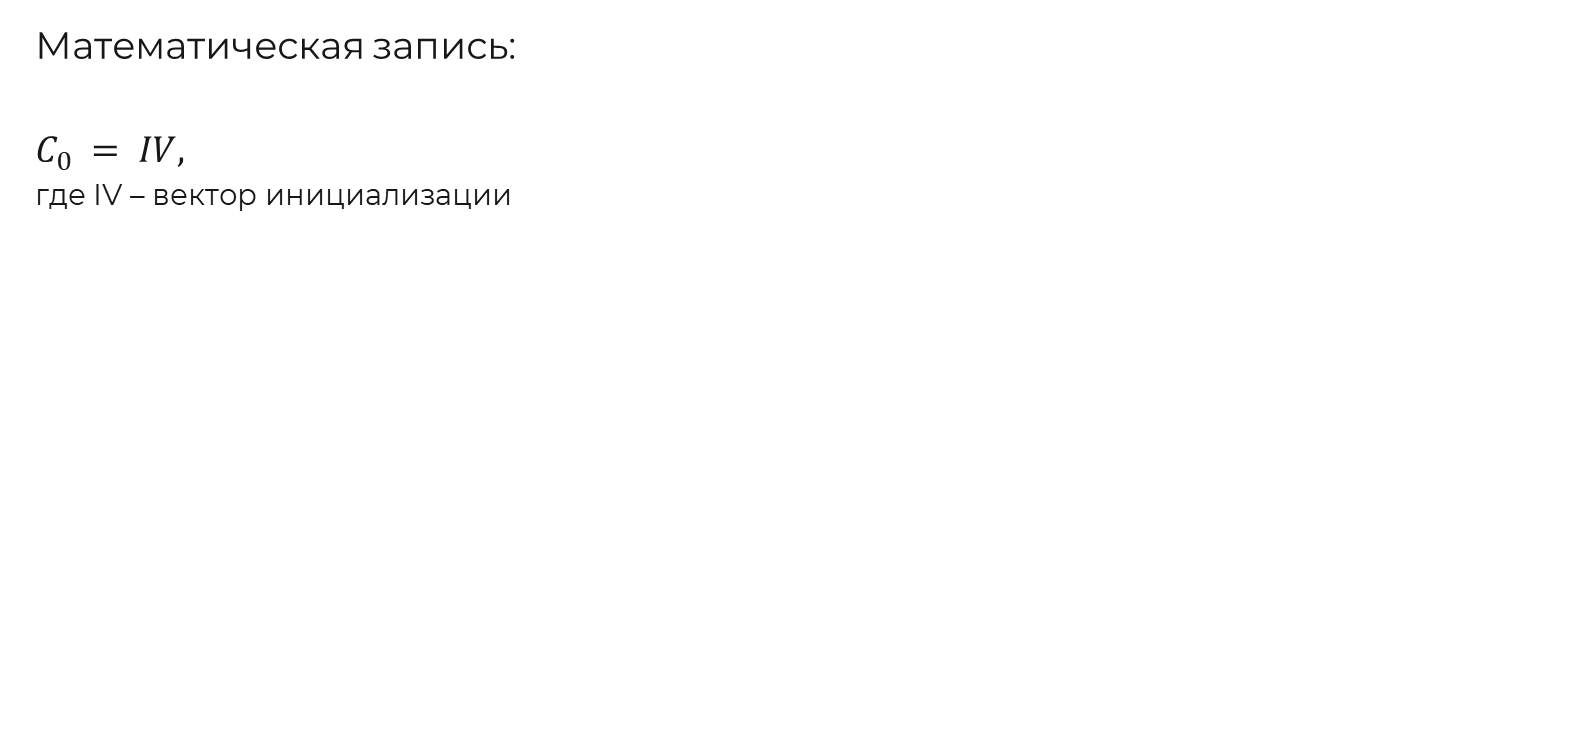 Математическая запись:
C₀ = IV,
где IV – вектор инициализации